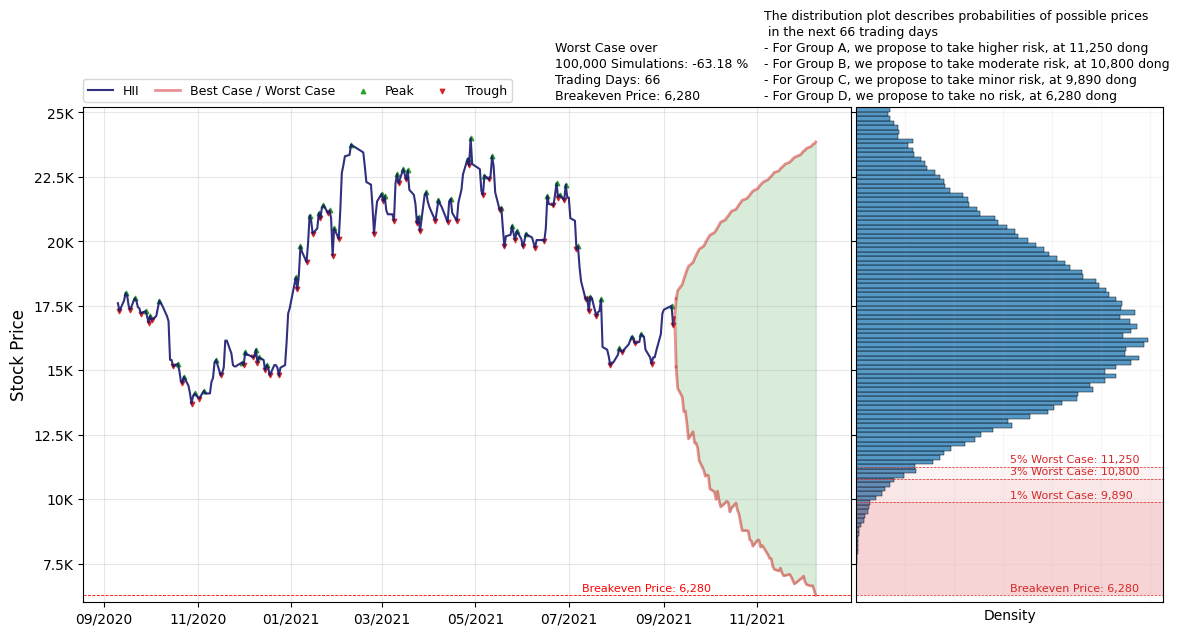 The distribution plot describes probabilities of possible prices
in the next 66 trading days
- For Group A, we propose to take higher risk, at 11,250 dong
- For Group B, we propose to take moderate risk, at 10,800 dong
- For Group C, we propose to take minor risk, at 9,890 dong
- For Group D, we propose to take no risk, at 6,280 dong
Worst Case over
100,000 Simulations: -63.18 %
Trading Days: 66
Breakeven Price: 6,280
HII
Best Case / Worst Case
Peak
Trough
Stock Price
25K
22.5K
20K
17.5K
15K
12.5K
10K
7.5K
Breakeven Price: 6,280
09/2020
11/2020
01/2021
03/2021
05/2021
07/2021
09/2021
11/2021
5% Worst Case: 11,250
3% Worst Case: 10,800
1% Worst Case: 9,890
Breakeven Price: 6,280
Density